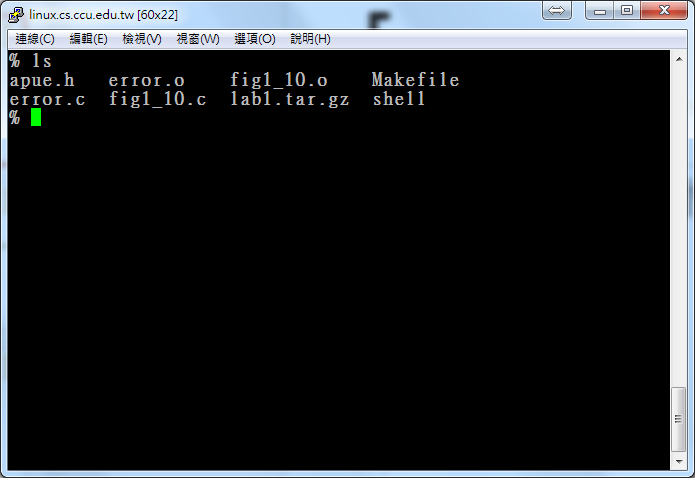 linux.cs.ccu.edu.tw [60x22]
連線(C) 編輯(E) 檢視(V) 視窗(W) 選項(O) 說明(H)
% ls
apue.h error.o fig1_10.o Makefile
error.c fig1_10.c lab1.tar.gz shell
%